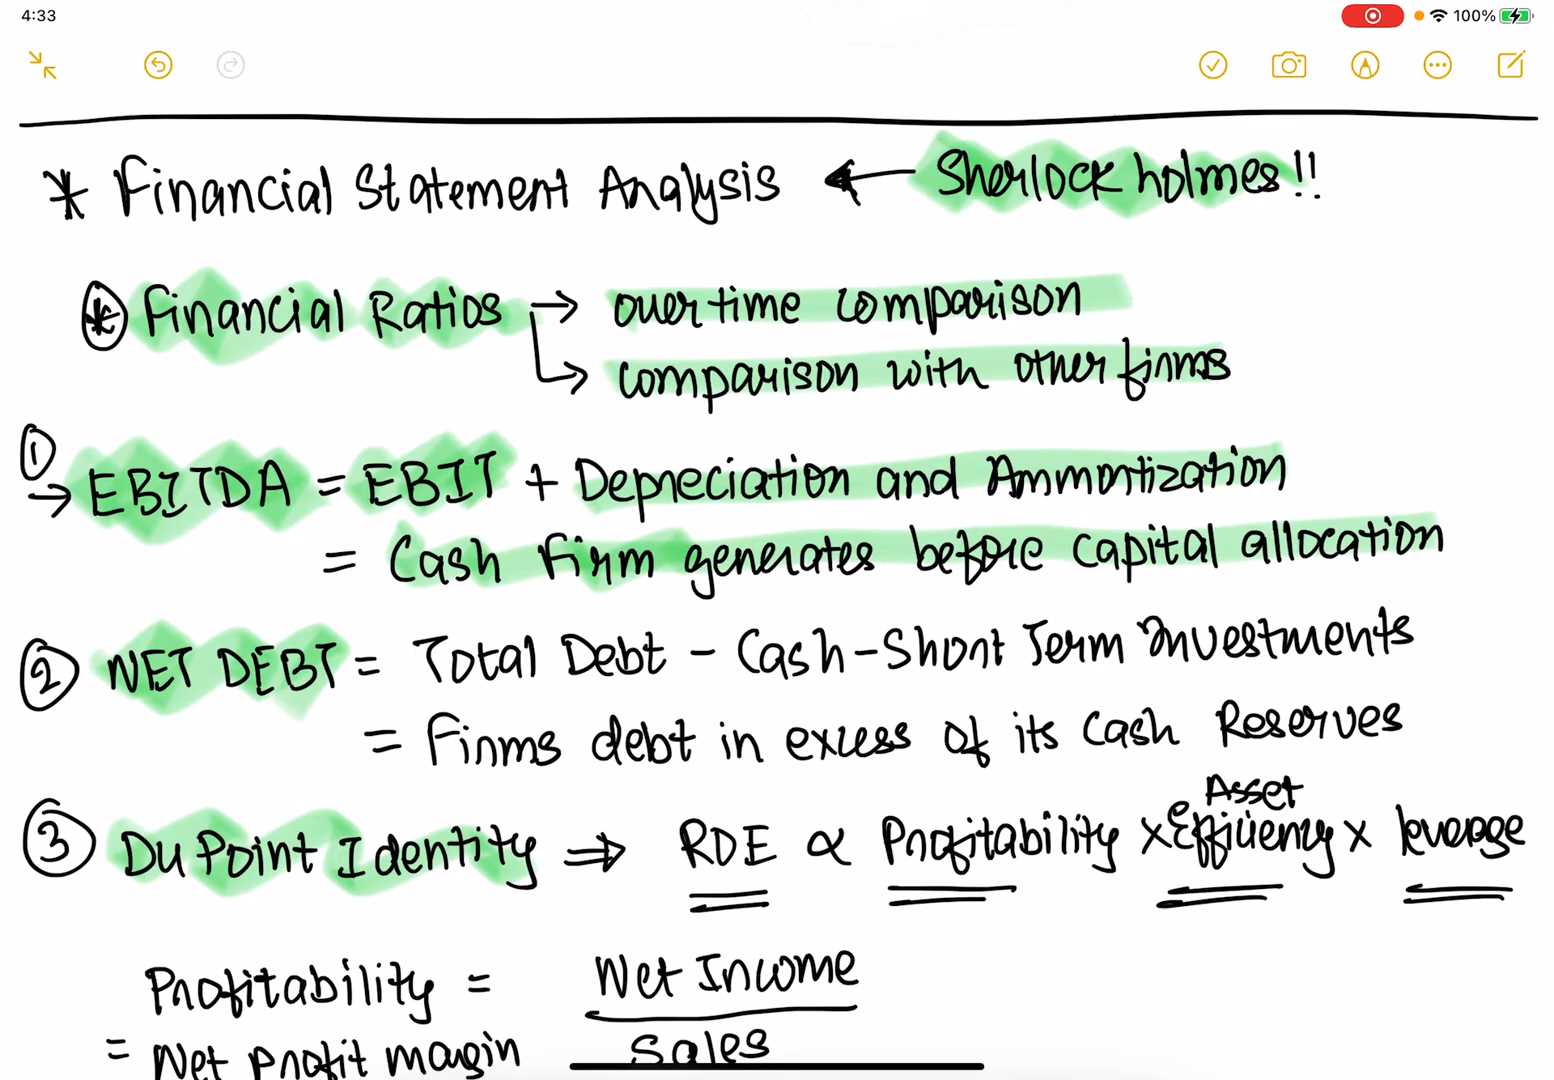 4:33
100%
* Financial Statement Analysis ← Sherlock holmes!!
* Financial Ratios → over time comparison
↳ comparison with other firms
① → EBITDA = EBIT + Depreciation and Ammortization
= Cash firm generates before capital allocation
② NET DEBT = Total Debt - Cash - Short Term Investments
= Firms debt in excess of its Cash Reserves
Asset
③ Du Point Identity ⇒ ROE ∝ Profitability × Efficiency × leverage
Profitability = Net Income
= Net profit margin Sales